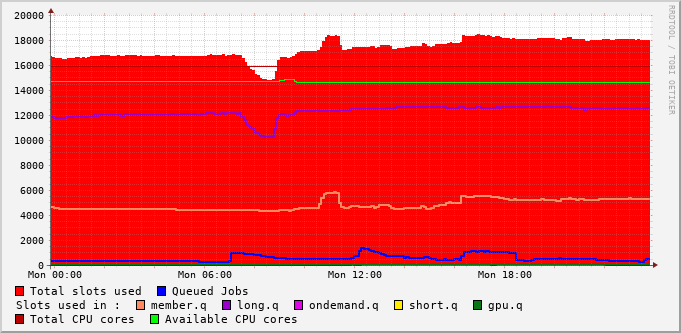 20000
18000
16000
14000
12000
10000
8000
6000
4000
2000
0
Mon 00:00 Mon 06:00 Mon 12:00 Mon 18:00
Total slots used Queued Jobs
Slots used in : member.q long.q ondemand.q short.q gpu.q
Total CPU cores Available CPU cores
RRDTOOL / TOBI OETIKER